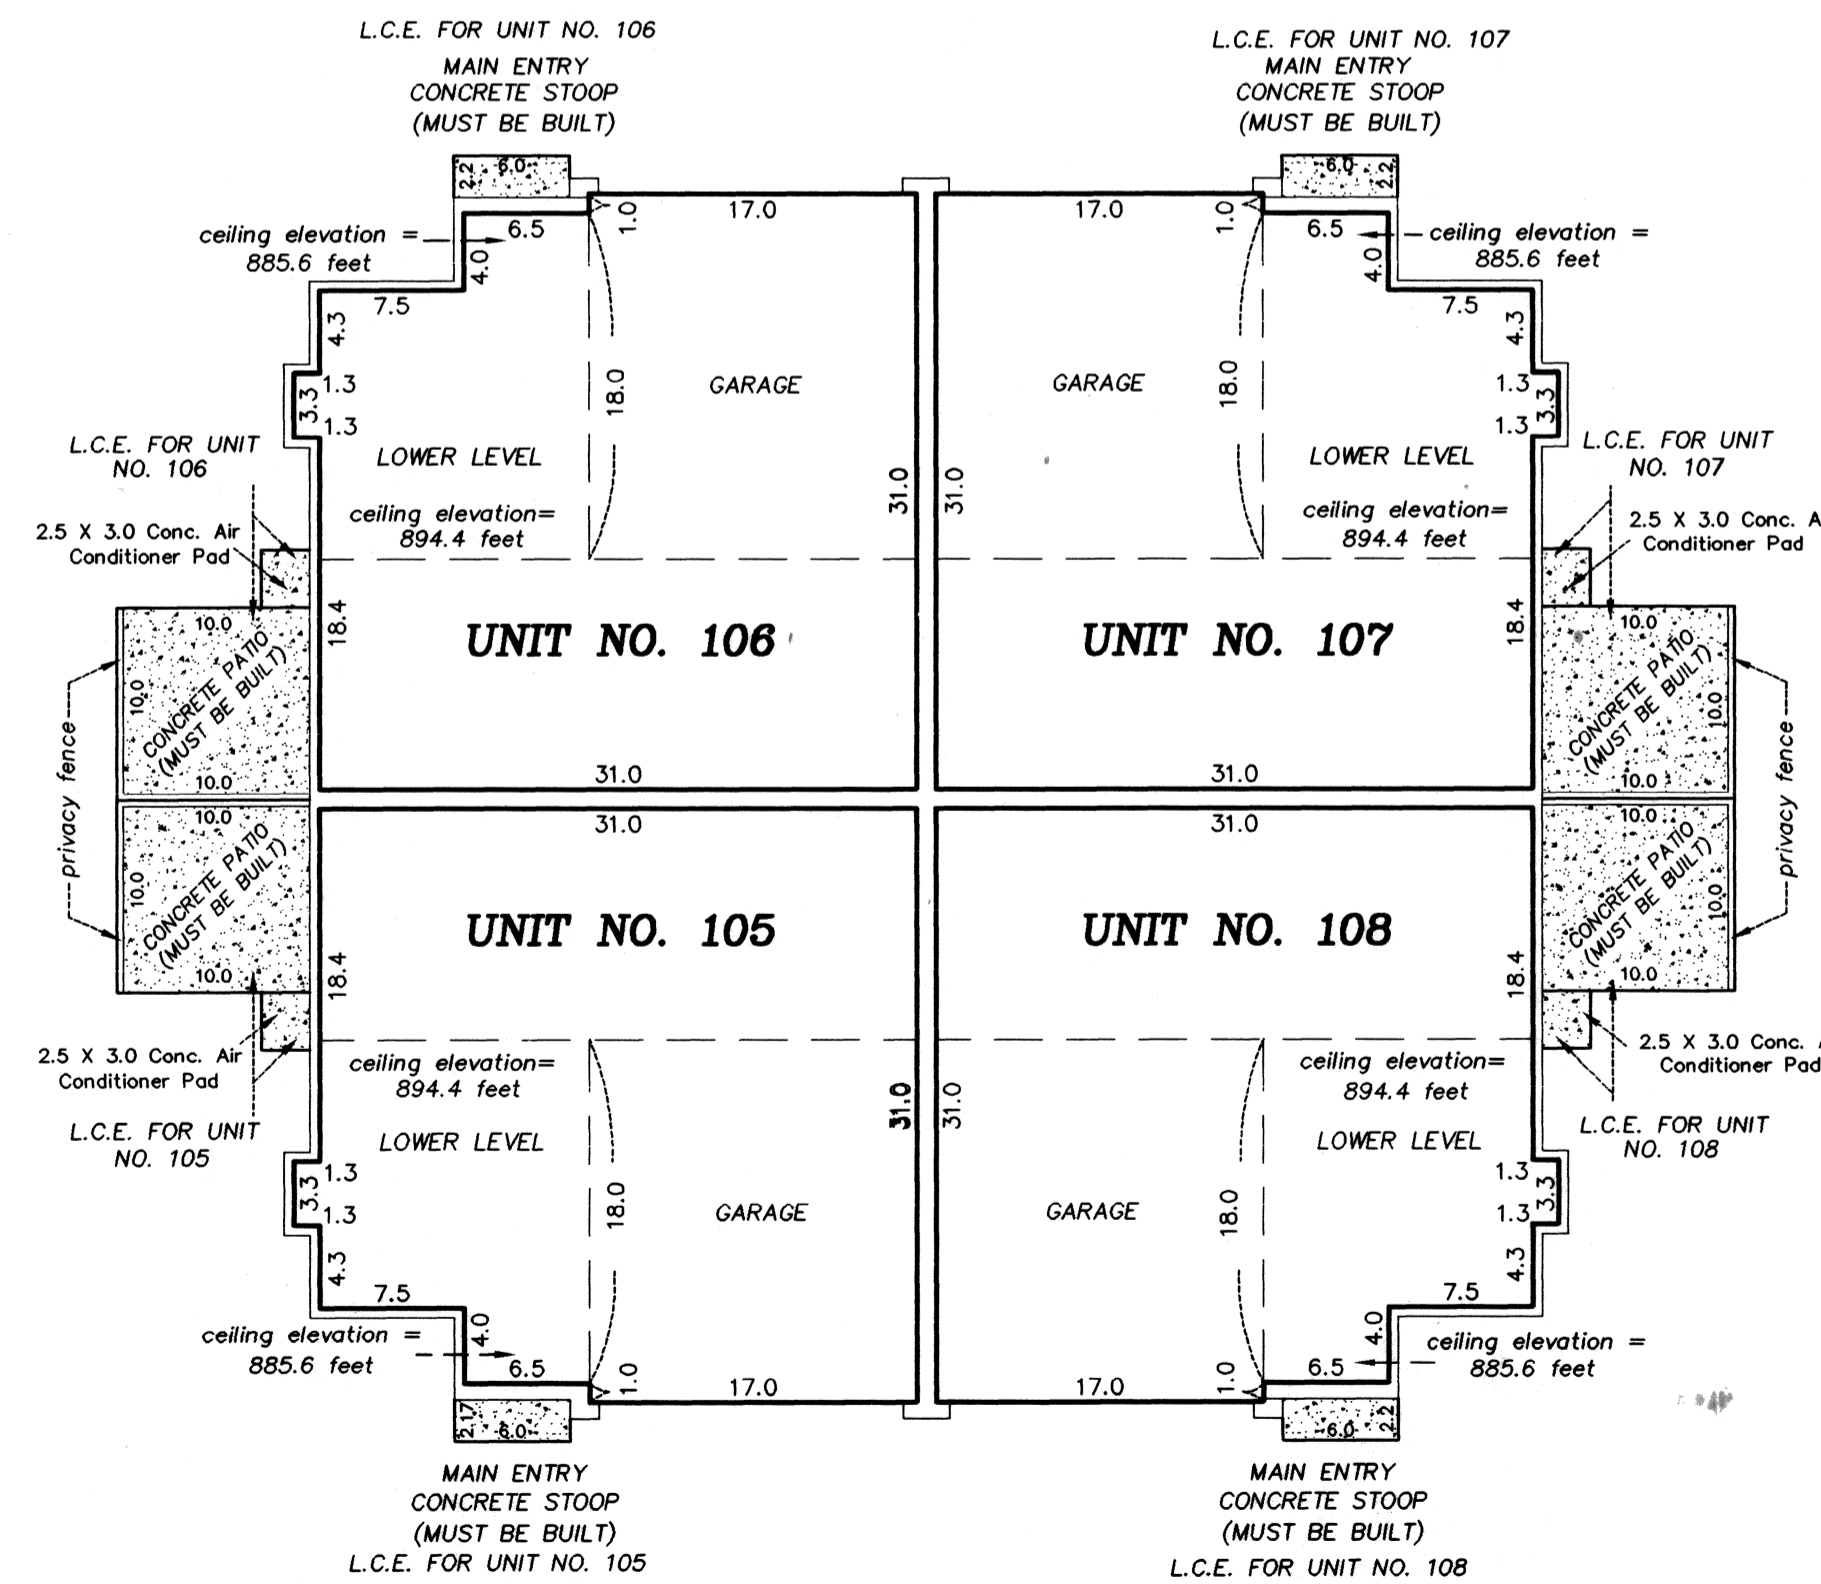 L.C.E. FOR UNIT NO. 106
MAIN ENTRY
CONCRETE STOOP
(MUST BE BUILT)
L.C.E. FOR UNIT NO. 107
MAIN ENTRY
CONCRETE STOOP
(MUST BE BUILT)
2.2
6.0
6.0
2.2
ceiling elevation =
885.6 feet
6.5
1.0
17.0
4.0
7.5
4.3
1.3
3.3
1.3
17.0
1.0
6.5
4.0
ceiling elevation =
885.6 feet
7.5
4.3
1.3
3.3
1.3
GARAGE
18.0
31.0
GARAGE
18.0
31.0
L.C.E. FOR UNIT
NO. 106
LOWER LEVEL
ceiling elevation=
894.4 feet
LOWER LEVEL
ceiling elevation=
894.4 feet
L.C.E. FOR UNIT
NO. 107
2.5 X 3.0 Conc. Air
Conditioner Pad
2.5 X 3.0 Conc. A
Conditioner Pad
18.4
UNIT NO. 106
31.0
UNIT NO. 107
18.4
31.0
10.0
10.0
CONCRETE PATIO
(MUST BE BUILT)
10.0
10.0
CONCRETE PATIO
(MUST BE BUILT)
10.0
10.0
privacy fence
privacy fence
10.0
10.0
CONCRETE PATIO
(MUST BE BUILT)
10.0
10.0
CONCRETE PATIO
(MUST BE BUILT)
10.0
10.0
31.0
UNIT NO. 105
18.4
31.0
UNIT NO. 108
18.4
2.5 X 3.0 Conc. Air
Conditioner Pad
L.C.E. FOR UNIT
NO. 105
ceiling elevation=
894.4 feet
LOWER LEVEL
ceiling elevation=
894.4 feet
LOWER LEVEL
2.5 X 3.0 Conc.
Conditioner Pad
L.C.E. FOR UNIT
NO. 108
31.0
31.0
1.3
3.3
1.3
4.3
7.5
4.0
18.0
GARAGE
GARAGE
18.0
1.3
3.3
1.3
4.3
7.5
4.0
ceiling elevation =
885.6 feet
6.5
1.0
17.0
17.0
1.0
6.5
ceiling elevation =
885.6 feet
2.17
6.0
6.0
2.2
MAIN ENTRY
CONCRETE STOOP
(MUST BE BUILT)
L.C.E. FOR UNIT NO. 105
MAIN ENTRY
CONCRETE STOOP
(MUST BE BUILT)
L.C.E. FOR UNIT NO. 108